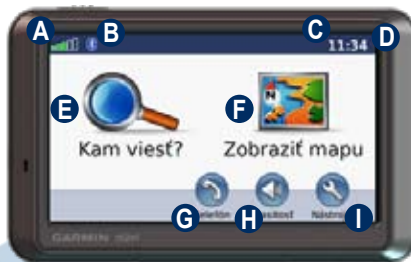 A B C D
11:34
E F
Kam viesť? Zobraziť mapu
G H I
GARMIN